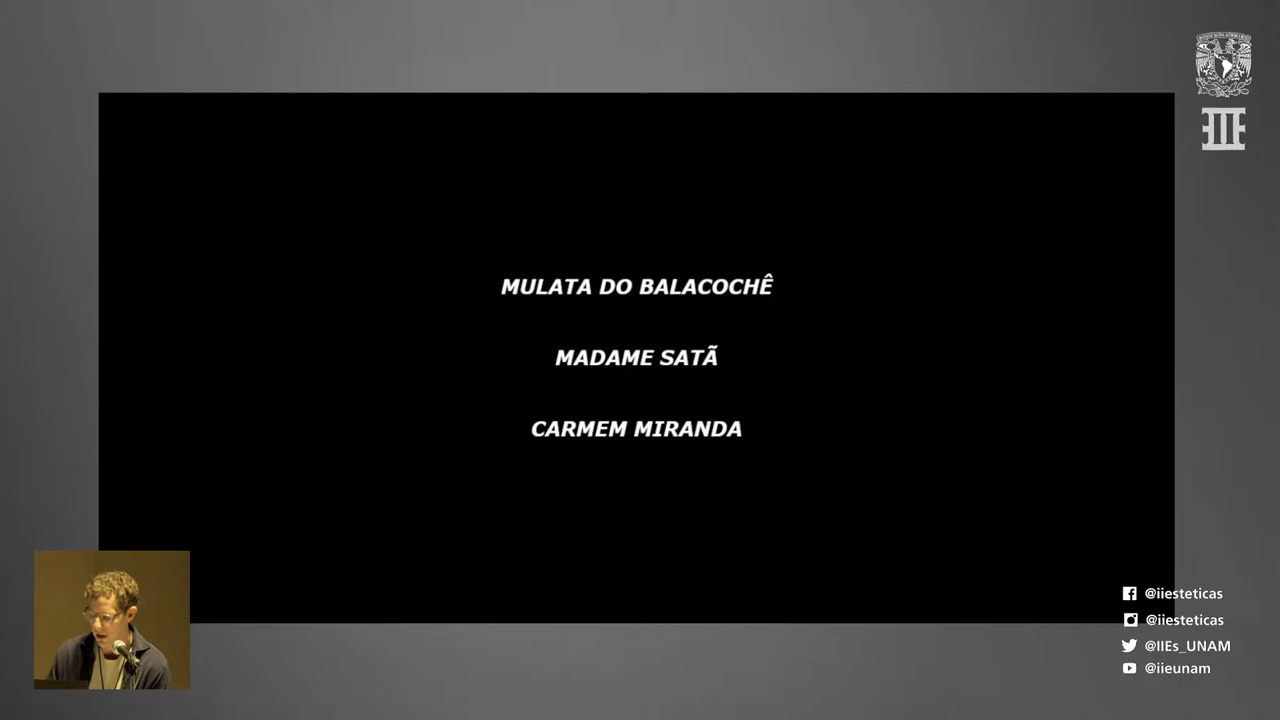 MULATA DO BALACOCHÊ
MADAME SATÃ
CARMEM MIRANDA
@iiesteticas
@iiesteticas
@IIEs_UNAM
@iieunam